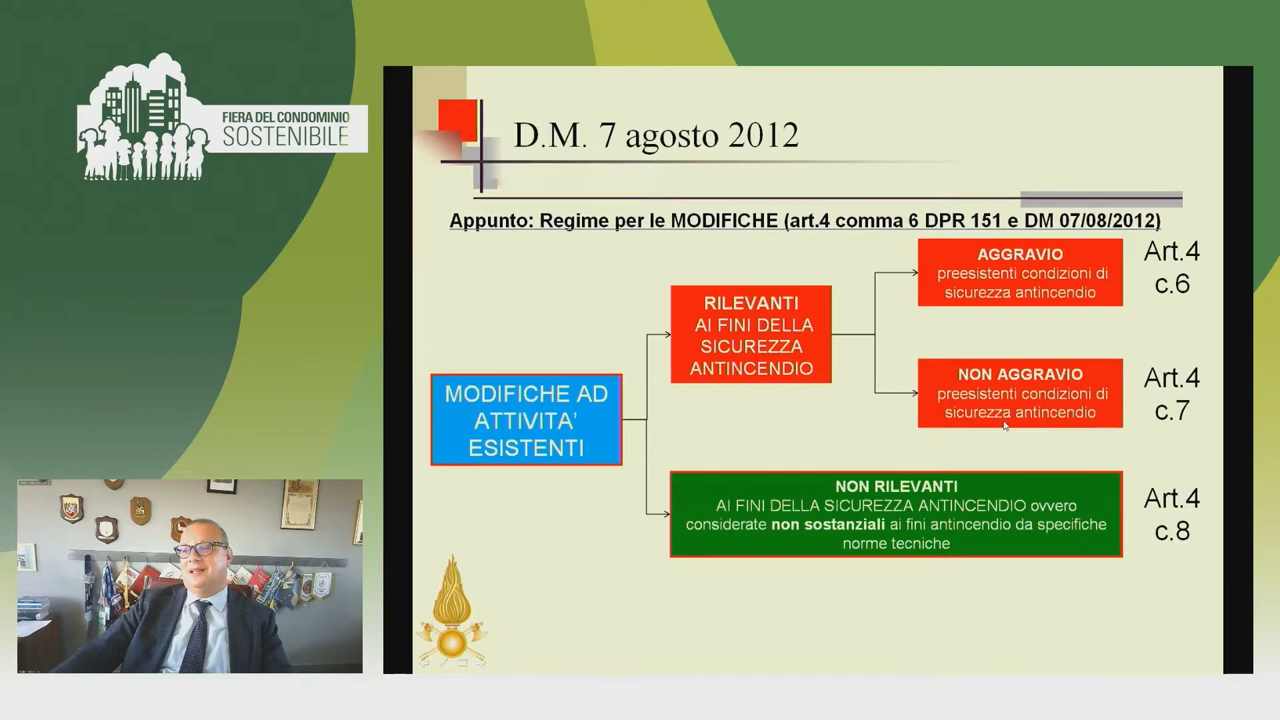 FIERA DEL CONDOMINIO
SOSTENIBILE
D.M. 7 agosto 2012
Appunto: Regime per le MODIFICHE (art.4 comma 6 DPR 151 e DM 07/08/2012)
AGGRAVIO
preesistenti condizioni di
sicurezza antincendio
Art.4
c.6
RILEVANTI
AI FINI DELLA
SICUREZZA
ANTINCENDIO
NON AGGRAVIO
preesistenti condizioni di
sicurezza antincendio
Art.4
c.7
MODIFICHE AD
ATTIVITA'
ESISTENTI
NON RILEVANTI
AI FINI DELLA SICUREZZA ANTINCENDIO ovvero
considerate non sostanziali ai fini antincendio da specifiche
norme tecniche
Art.4
c.8